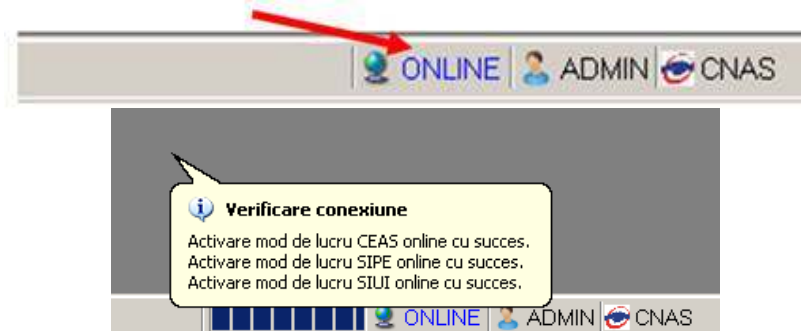 ONLINE ADMIN CNAS
Verificare conexiune
Activare mod de lucru CEAS online cu succes.
Activare mod de lucru SIPE online cu succes.
Activare mod de lucru SIUI online cu succes.
ONLINE ADMIN CNAS